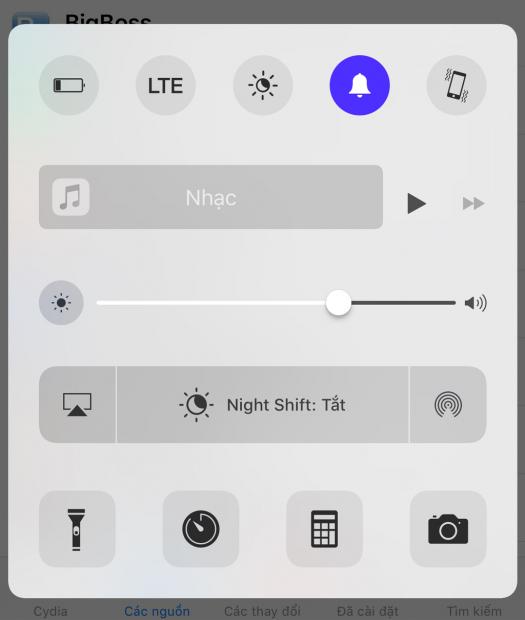 BigBoss
LTE
Nhạc
Night Shift: Tắt
Cydia
Các nguồn
Các thay đổi
Đã cài đặt
Tìm kiếm